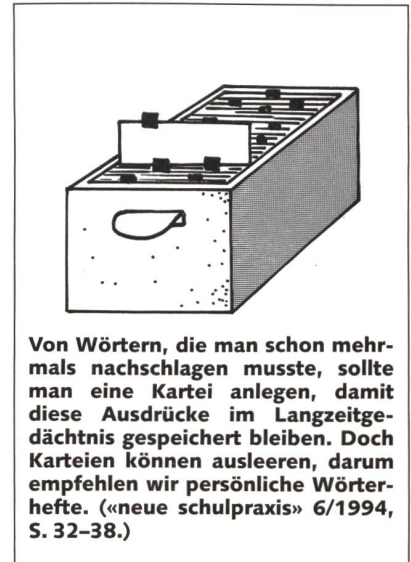 Von Wörtern, die man schon mehr-
mals nachschlagen musste, sollte
man eine Kartei anlegen, damit
diese Ausdrücke im Langzeitge-
dächtnis gespeichert bleiben. Doch
Karteien können ausleeren, darum
empfehlen wir persönliche Wörter-
hefte. («neue schulpraxis» 6/1994,
S. 32–38.)